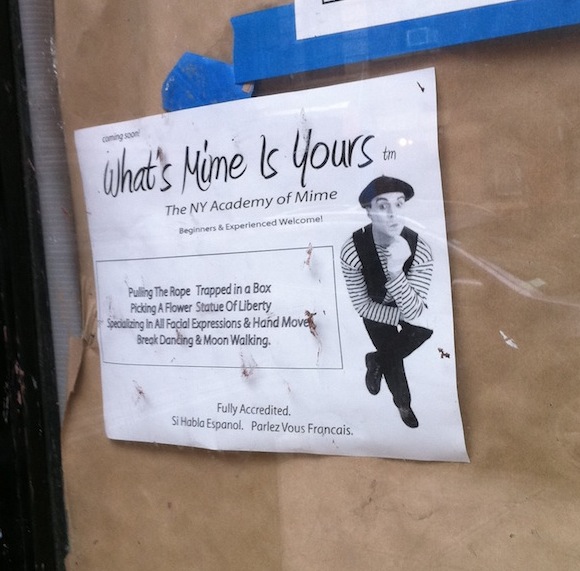 coming soon!
What's Mime Is Yours tm
The NY Academy of Mime
Beginners & Experienced Welcome!
Pulling The Rope Trapped in a Box
Picking A Flower Statue Of Liberty
Specializing In All Facial Expressions & Hand Moves
Break Dancing & Moon Walking.
Fully Accredited.
Si Habla Espanol. Parlez Vous Francais.